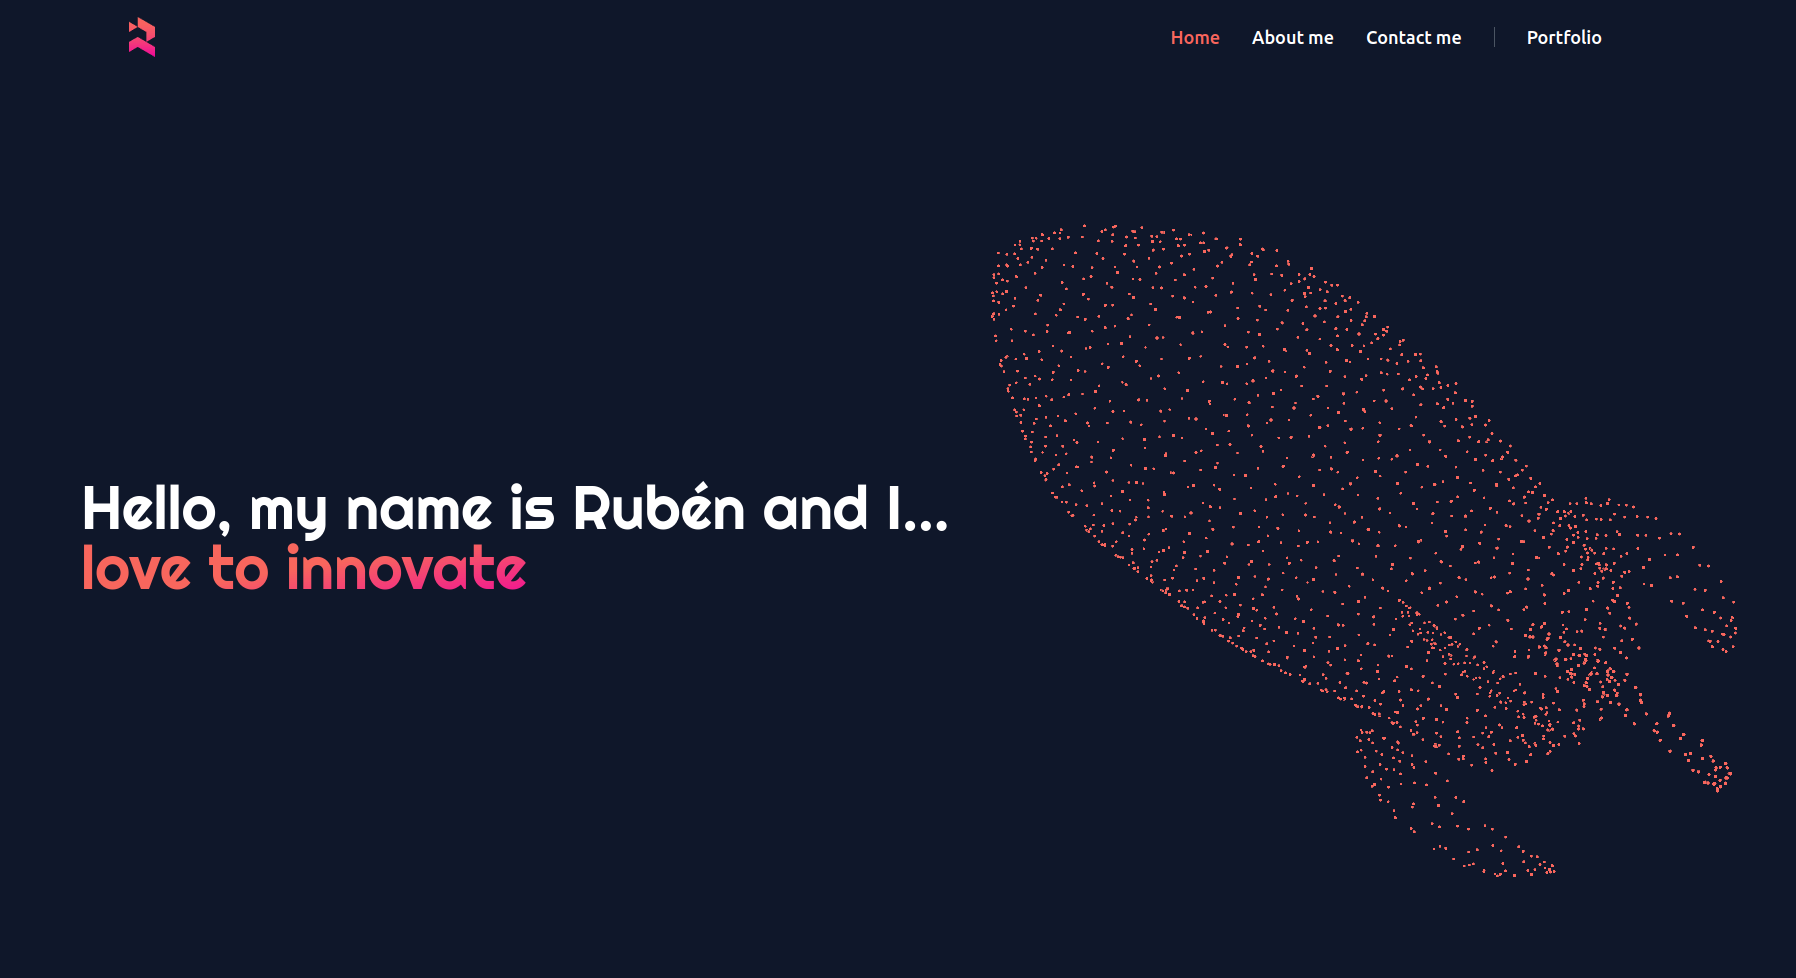 Home About me Contact me Portfolio
Hello, my name is Rubén and I...
love to innovate